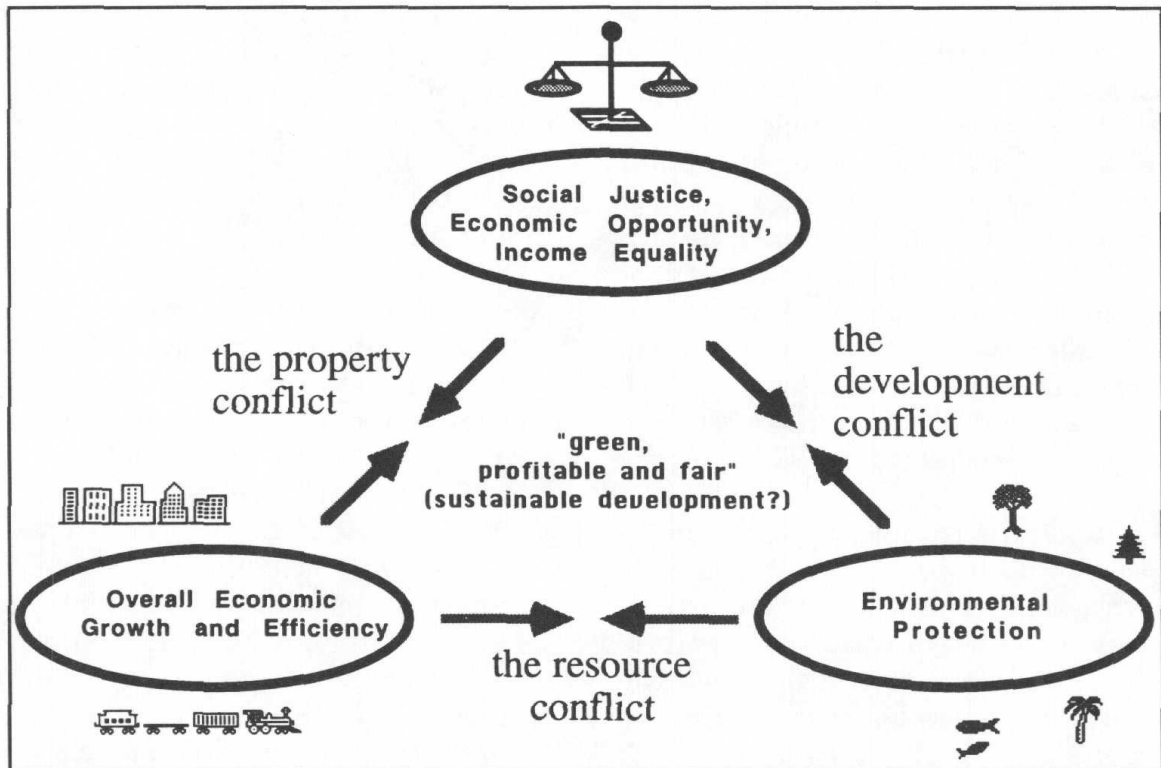 Social Justice,
Economic Opportunity,
Income Equality
the property
conflict
the
development
conflict
"green,
profitable and fair"
(sustainable development?)
Overall Economic
Growth and Efficiency
Environmental
Protection
the resource
conflict